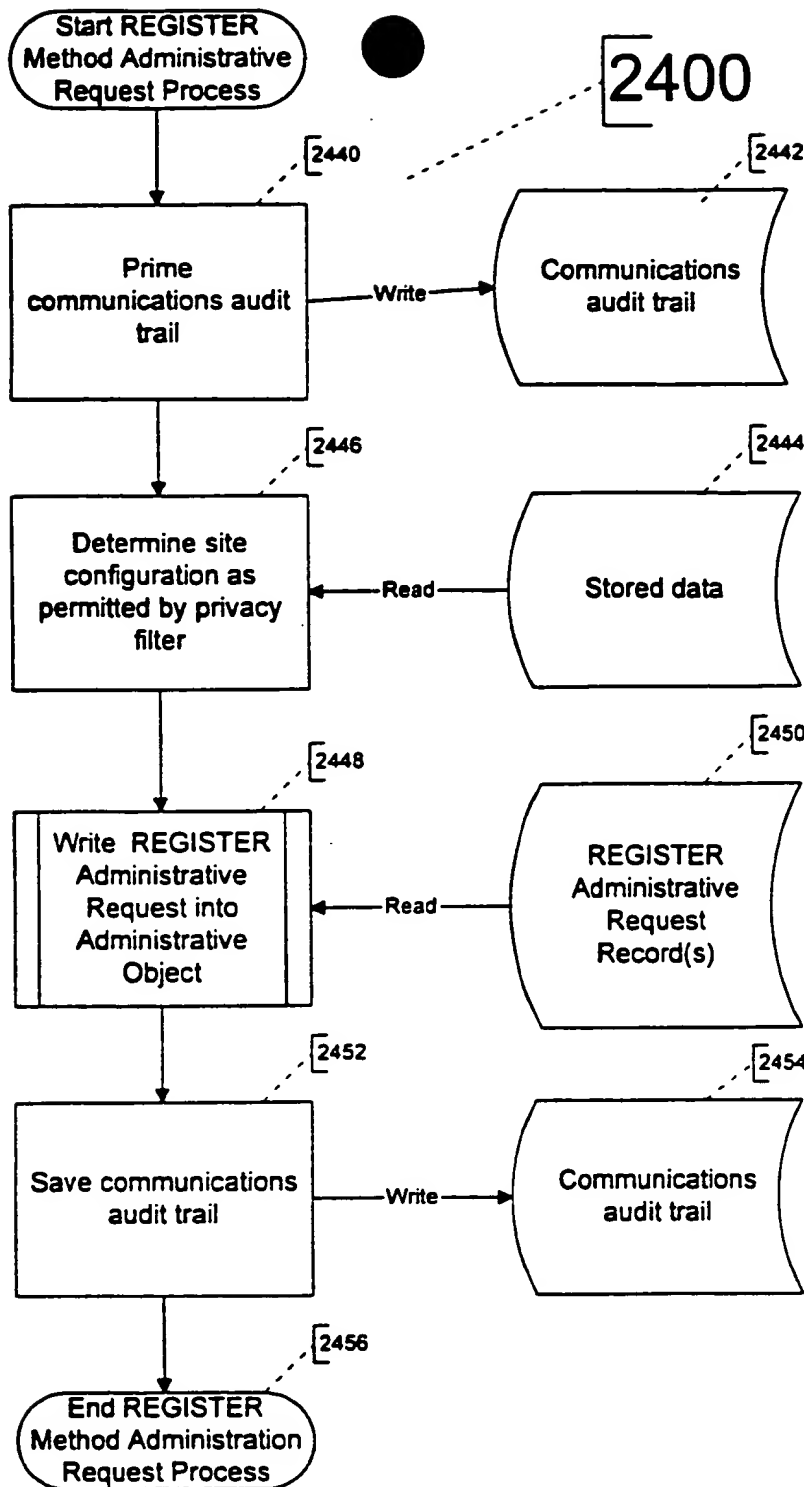 Start REGISTER
Method Administrative
Request Process
2400
2440
2442
Prime
communications audit
trail
Write
Communications
audit trail
2446
2444
Determine site
configuration as
permitted by privacy
filter
Read
Stored data
2448
2450
Write REGISTER
Administrative
Request into
Administrative
Object
Read
REGISTER
Administrative
Request
Record(s)
2452
2454
Save communications
audit trail
Write
Communications
audit trail
2456
End REGISTER
Method Administration
Request Process